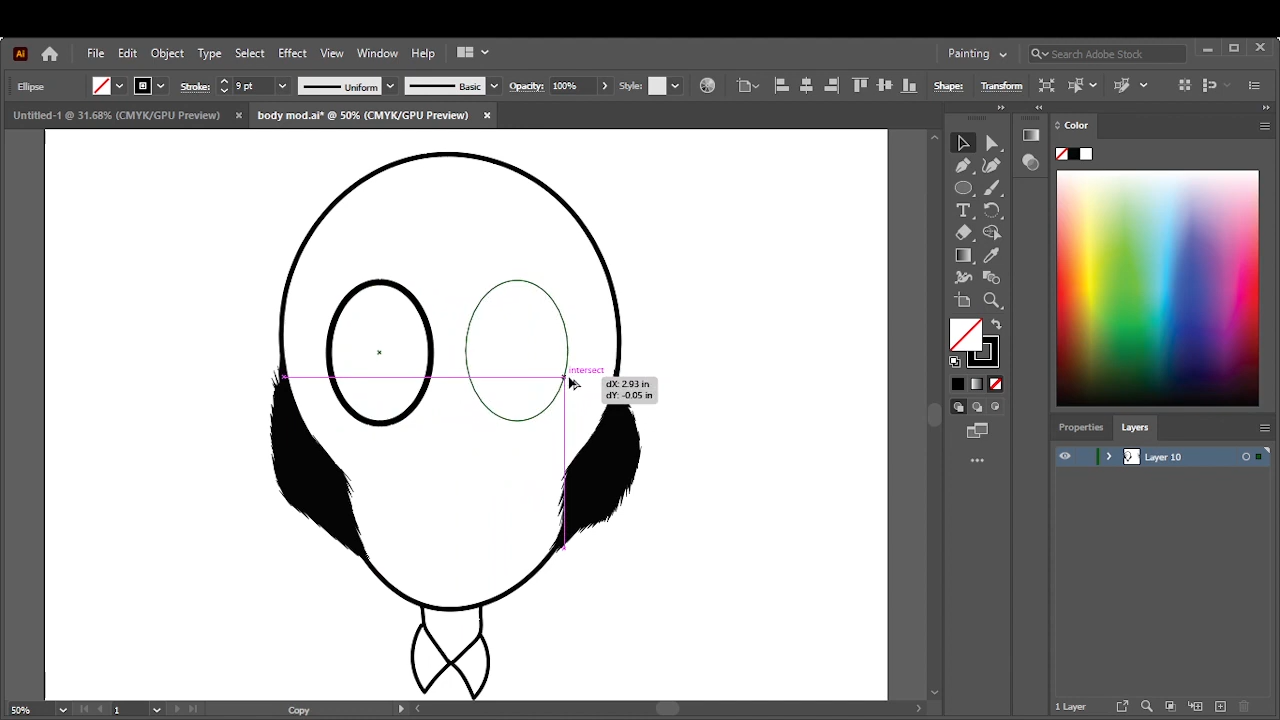 Ai File Edit Object Type Select Effect View Window Help Painting Search Adobe Stock
Ellipse Stroke: 9 pt Uniform Basic Opacity: 100% Style: Shape: Transform
Untitled-1 @ 31.68% (CMYK/GPU Preview) × body mod.ai* @ 50% (CMYK/GPU Preview) ×
Color
intersect
dX: 2.93 in
dY: -0.05 in
Properties Layers
Layer 10
50% 1 Copy 1 Layer